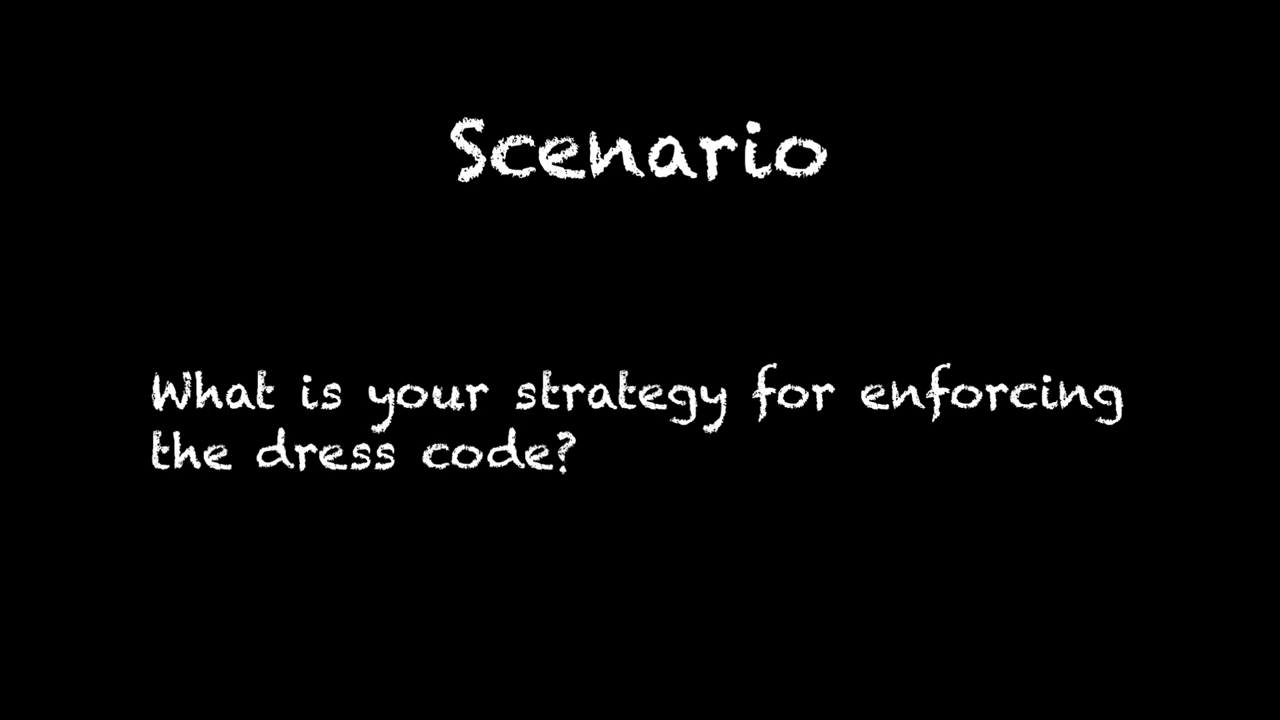 Scenario
What is your strategy for enforcing
the dress code?